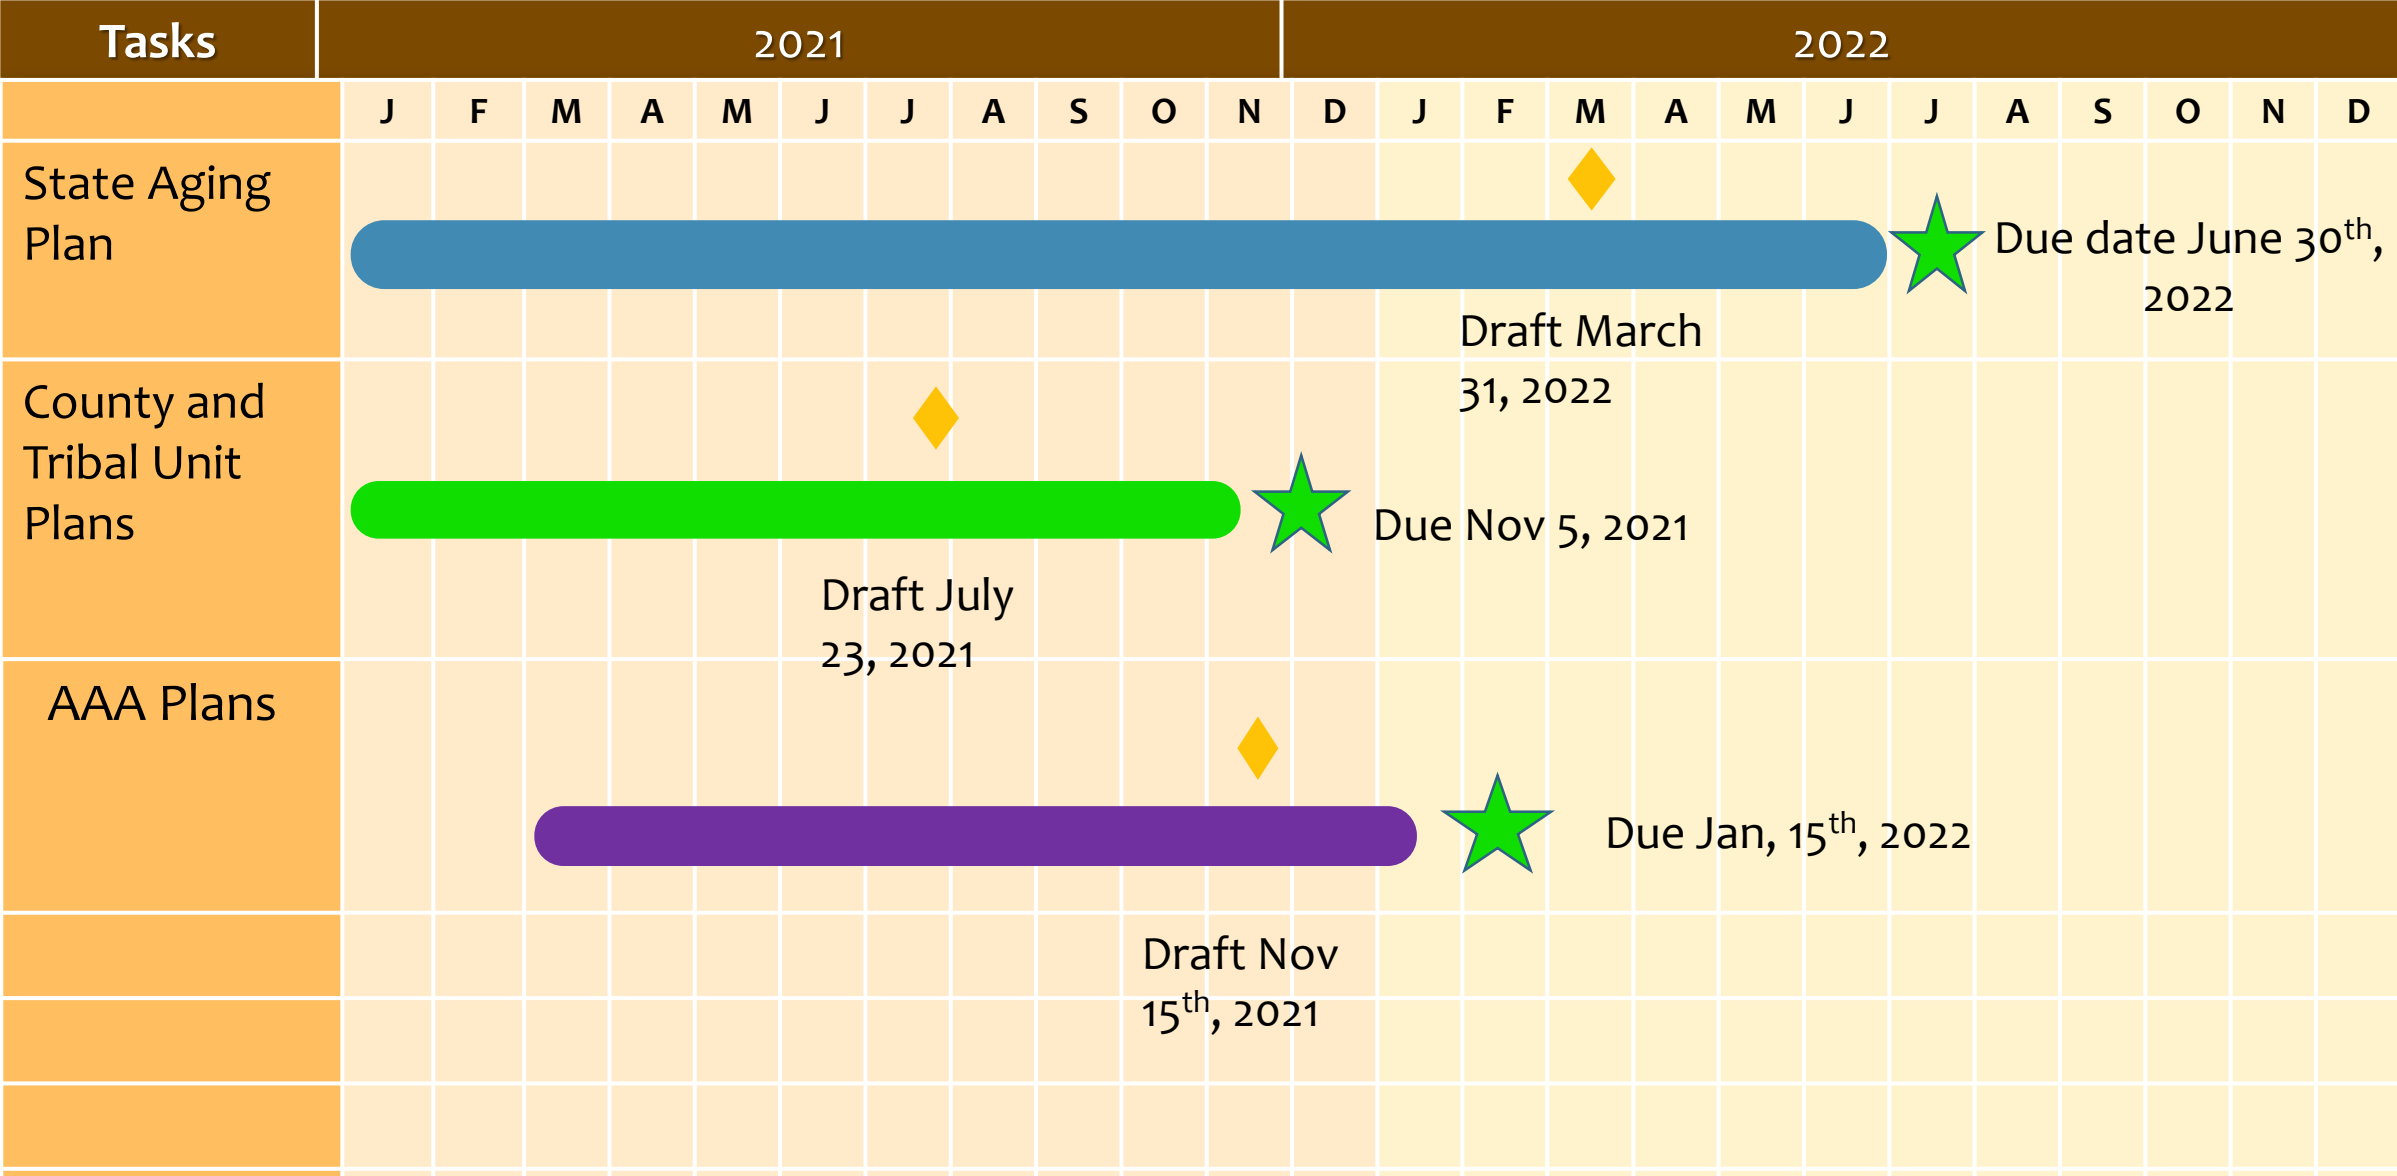 Tasks 2021 2022
J F M A M J J A S O N D J F M A M J J A S O N D
State Aging
Plan
Due date June 30th,
2022
Draft March
31, 2022
County and
Tribal Unit
Plans
Due Nov 5, 2021
Draft July
23, 2021
AAA Plans
Due Jan, 15th, 2022
Draft Nov
15th, 2021